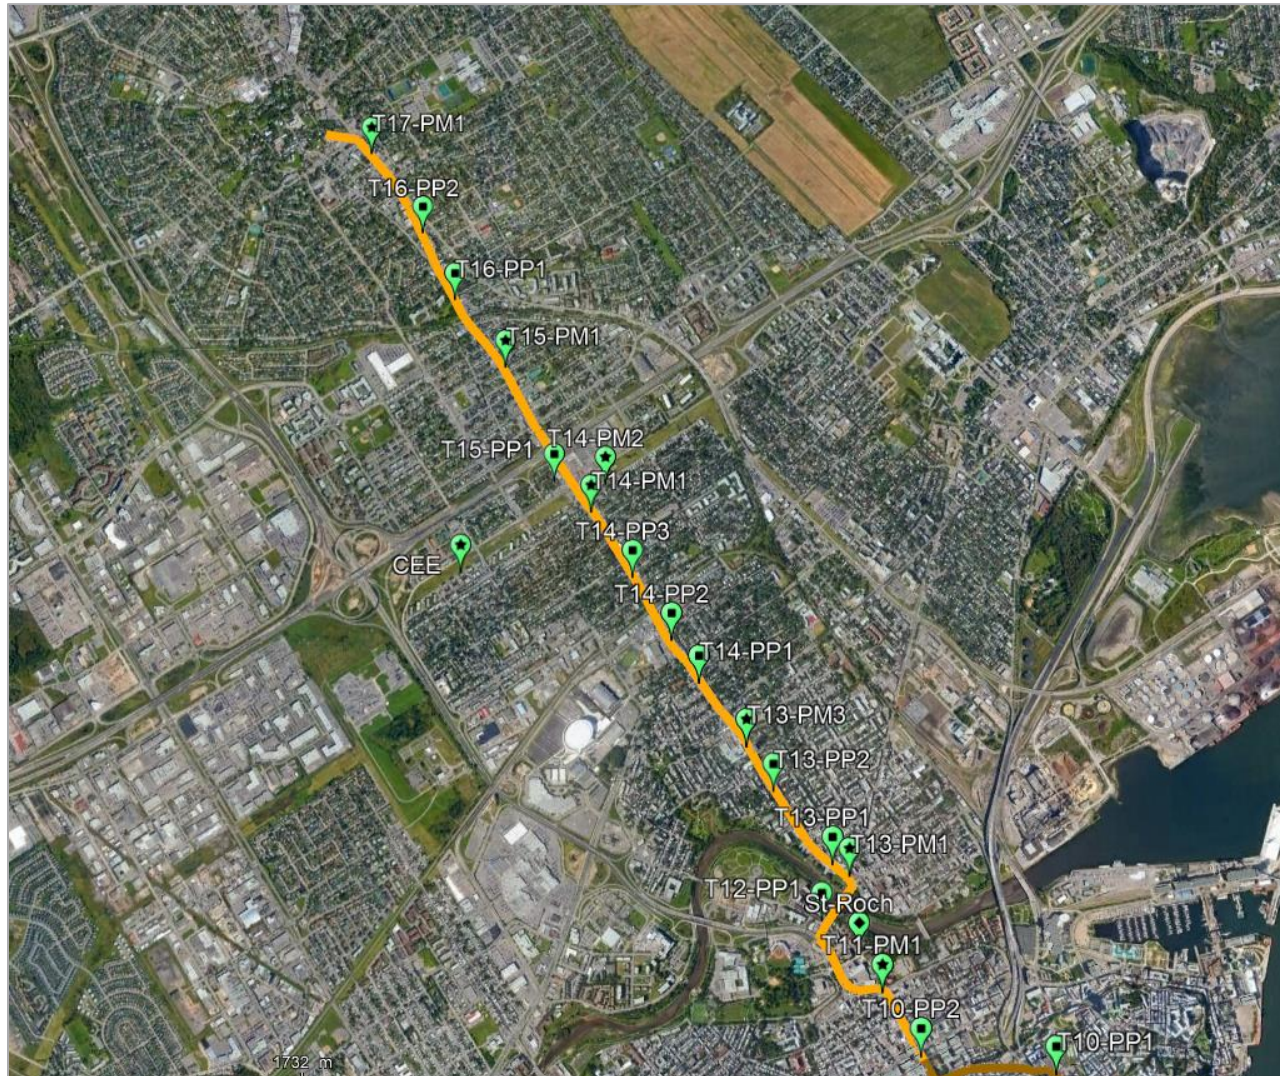 T17-PM1
T16-PP2
T16-PP1
T15-PM1
T14-PM2
T15-PP1
T14-PM1
T14-PP3
CEE
T14-PP2
T14-PP1
T13-PM3
T13-PP2
T13-PP1
T13-PM1
T12-PP1
St-Roch
T11-PM1
T10-PP2
T10-PP1
1732 m